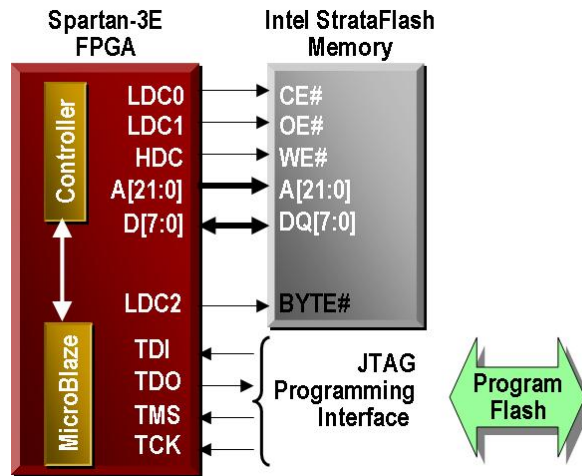 Spartan-3E
FPGA
Intel StrataFlash
Memory
Controller
LDC0
CE#
LDC1
OE#
HDC
WE#
A[21:0]
A[21:0]
D[7:0]
DQ[7:0]
LDC2
BYTE#
MicroBlaze
TDI
TDO
TMS
TCK
JTAG
Programming
Interface
Program
Flash